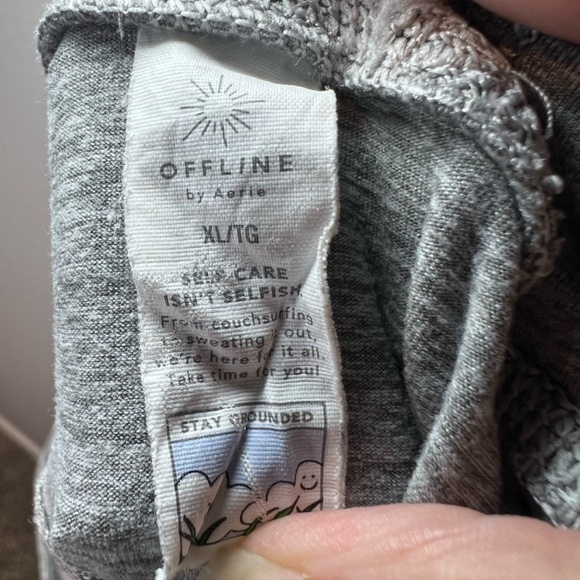 OFFLINE
by Aerie
XL/TG
SELF CARE
ISN'T SELFISH.
From couchsurfing
to sweating it out,
we're here for it all.
Take time for you!
STAY GROUNDED